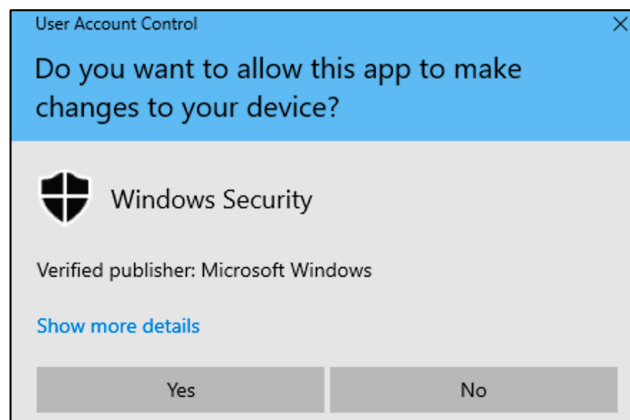 User Account Control
Do you want to allow this app to make
changes to your device?
Windows Security
Verified publisher: Microsoft Windows
Show more details
Yes
No